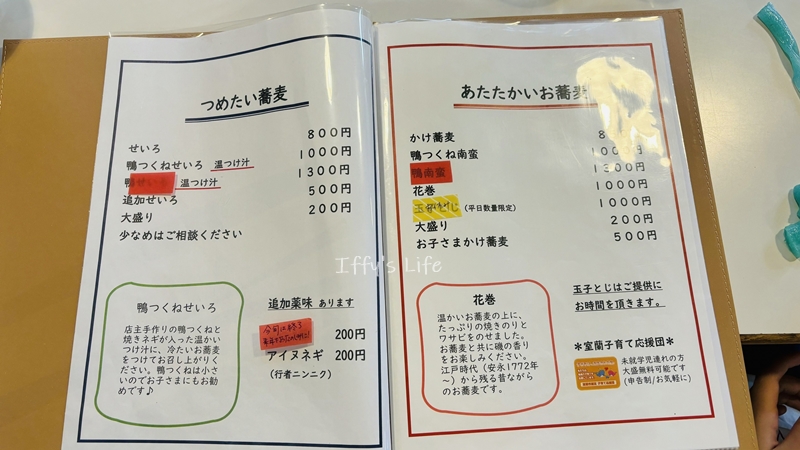 つめたい蕎麦
せいろ 800円
鴨つくねせいろ 温つけ汁 1000円
鴨せいろ 温つけ汁 1300円
追加せいろ 500円
大盛り 200円
少なめはご相談ください
鴨つくねせいろ
店主手作りの鴨つくねと
焼きネギが入った温かい
つけ汁に、冷たいお蕎麦
をつけてお召し上がりく
ださい。鴨つくねは小さ
いのでお子さまにもお勧
めです♪
追加薬味 あります
200円
アイヌネギ 200円
(行者ニンニク)
あたたかいお蕎麦
かけ蕎麦
鴨つくね南蛮
鴨南蛮 1300円
花巻 1000円
玉子とじ (平日数量限定) 1000円
大盛り 200円
お子さまかけ蕎麦 500円
花巻
温かいお蕎麦の上に、
たっぷりの焼きのりと
ワサビをのせました。
お蕎麦と共に磯の香り
をお楽しみください。
江戸時代（安永1772年
～）から残る昔ながら
のお蕎麦です。
玉子とじはご提供に
お時間を頂きます。
＊室蘭子育て応援団＊
未就学児連れの方
大盛無料可能です
(申告制/お気軽に)
Iffy's Life